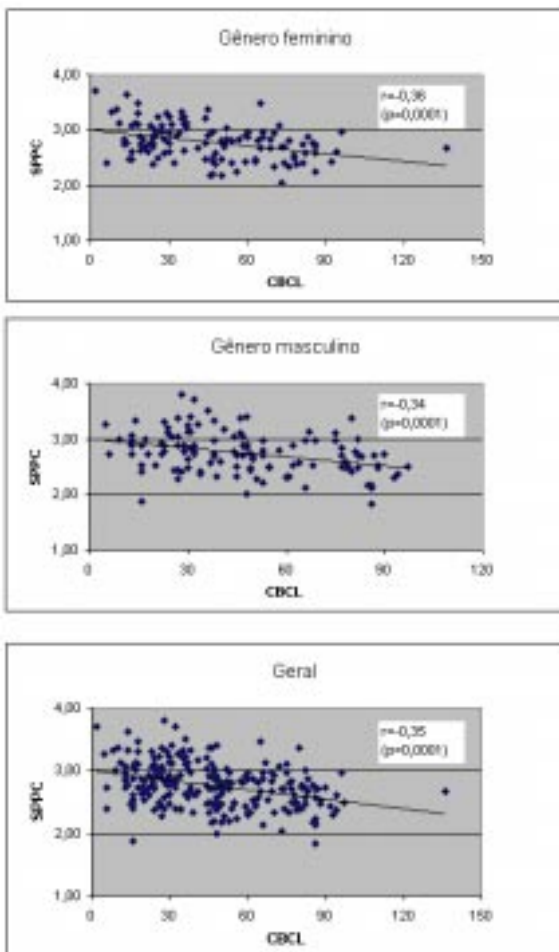 Gênero feminino
4,00
r=-0,36
(p=0,0001)
3,00
SPPC
2,00
1,00
0 30 60 90 120 150
CBCL
Gênero masculino
4,00
r=-0,34
(p=0,0001)
3,00
SPPC
2,00
1,00
0 30 60 90 120
CBCL
Geral
4,00
r=-0,35
(p=0,0001)
3,00
SPPC
2,00
1,00
0 30 60 90 120 150
CBCL